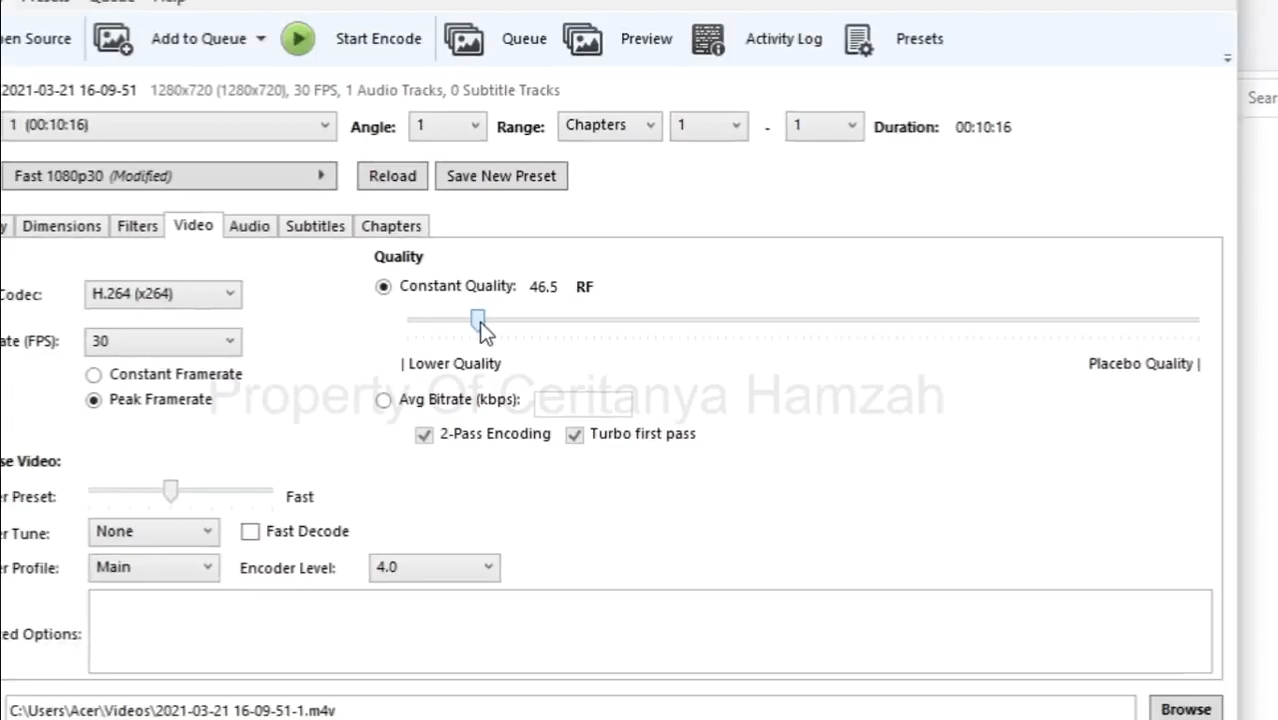 Presets Queue Help
en Source Add to Queue Start Encode Queue Preview Activity Log Presets
2021-03-21 16-09-51 1280x720 (1280x720), 30 FPS, 1 Audio Tracks, 0 Subtitle Tracks
Sear
1 (00:10:16) Angle: 1 Range: Chapters 1 - 1 Duration: 00:10:16
Fast 1080p30 (Modified) Reload Save New Preset
y Dimensions Filters Video Audio Subtitles Chapters
Quality
Codec: H.264 (x264) Constant Quality: 46.5 RF
ate (FPS): 30
| Lower Quality Placebo Quality |
Constant Framerate
Peak Framerate Avg Bitrate (kbps):
Property Of Ceritanya Hamzah
2-Pass Encoding Turbo first pass
se Video:
r Preset: Fast
r Tune: None Fast Decode
r Profile: Main Encoder Level: 4.0
ed Options:
C:\Users\Acer\Videos\2021-03-21 16-09-51-1.m4v Browse